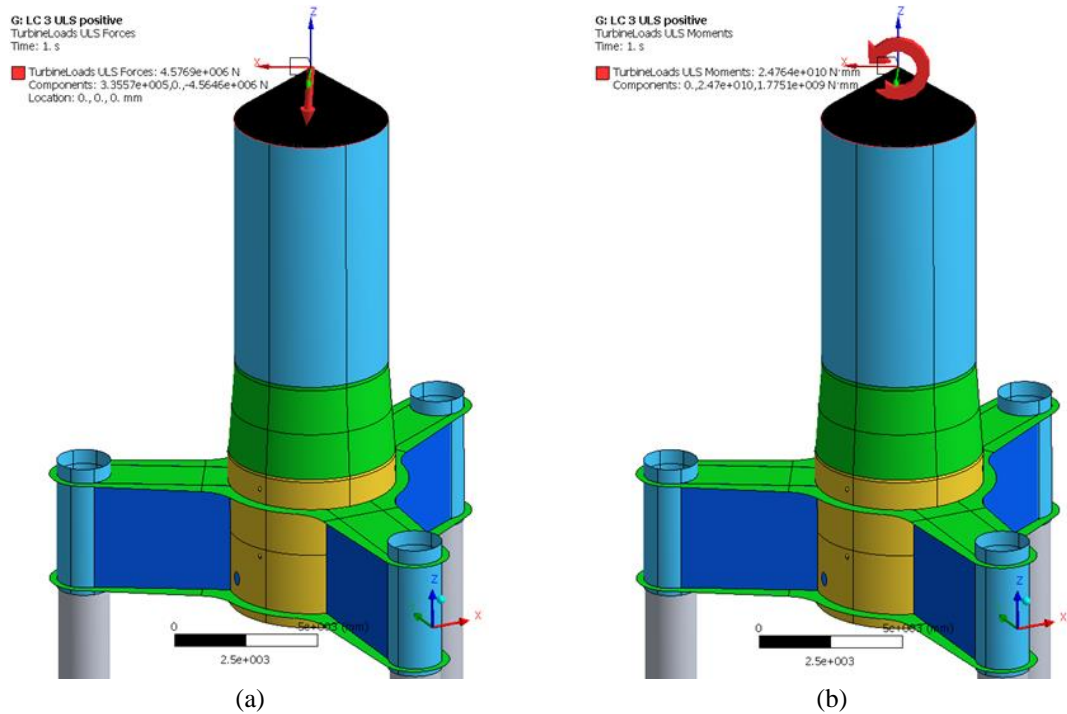 G: LC 3 ULS positive
TurbineLoads ULS Forces
Time: 1. s
TurbineLoads ULS Forces: 4.5769e+006 N
Components: 3.3557e+005,0.,-4.5646e+006 N
Location: 0., 0., 0. mm
Z
X
Z
X
0
5e+003 (mm)
2.5e+003
(a)
G: LC 3 ULS positive
TurbineLoads ULS Moments
Time: 1. s
TurbineLoads ULS Moments: 2.4764e+010 N·mm
Components: 0.,2.47e+010,1.7751e+009 N·mm
Z
X
Z
X
0
5e+003 (mm)
2.5e+003
(b)